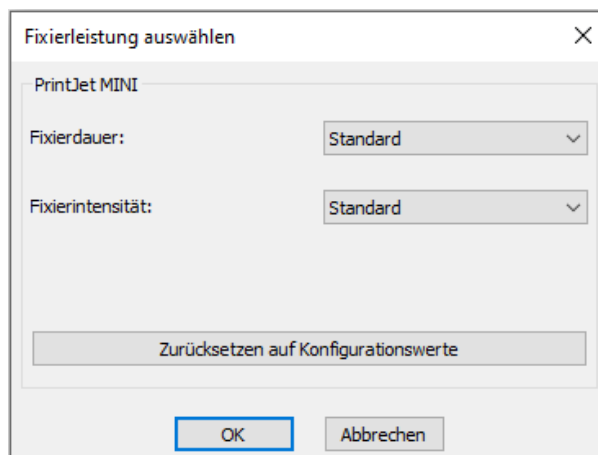 Fixierleistung auswählen
PrintJet MINI
Fixierdauer: Standard
Fixierintensität: Standard
Zurücksetzen auf Konfigurationswerte
OK Abbrechen